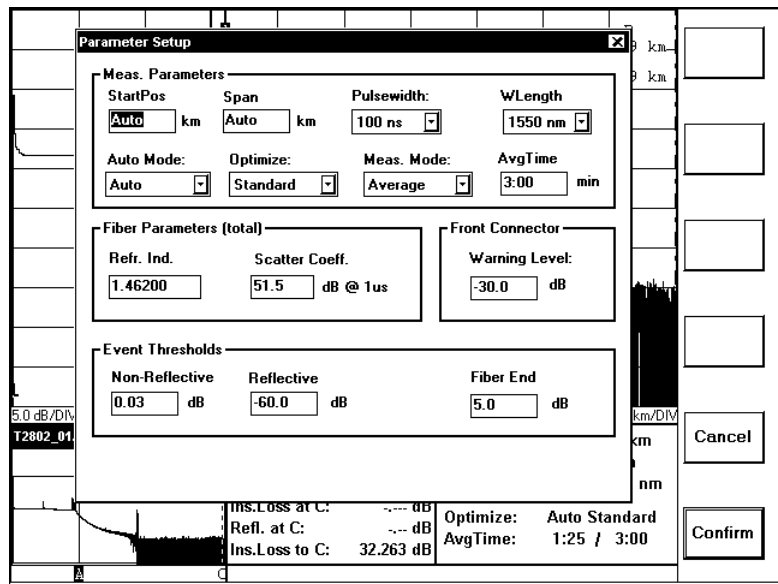 Parameter Setup
9 km
9 km
Meas. Parameters
StartPos Span Pulsewidth: WLength
Auto km Auto km 100 ns 1550 nm
Auto Mode: Optimize: Meas. Mode: AvgTime
Auto Standard Average 3:00 min
Fiber Parameters (total) Front Connector
Refr. Ind. Scatter Coeff. Warning Level:
1.46200 51.5 dB @ 1us -30.0 dB
Event Thresholds
Non-Reflective Reflective Fiber End
0.03 dB -60.0 dB 5.0 dB
5.0 dB/DIV km/DIV
T2802_01. km
Cancel
nm
Ins.Loss at C: -.--- dB
Refl. at C: -.-- dB
Ins.Loss to C: 32.263 dB
Optimize: Auto Standard
AvgTime: 1:25 / 3:00
Confirm
A C